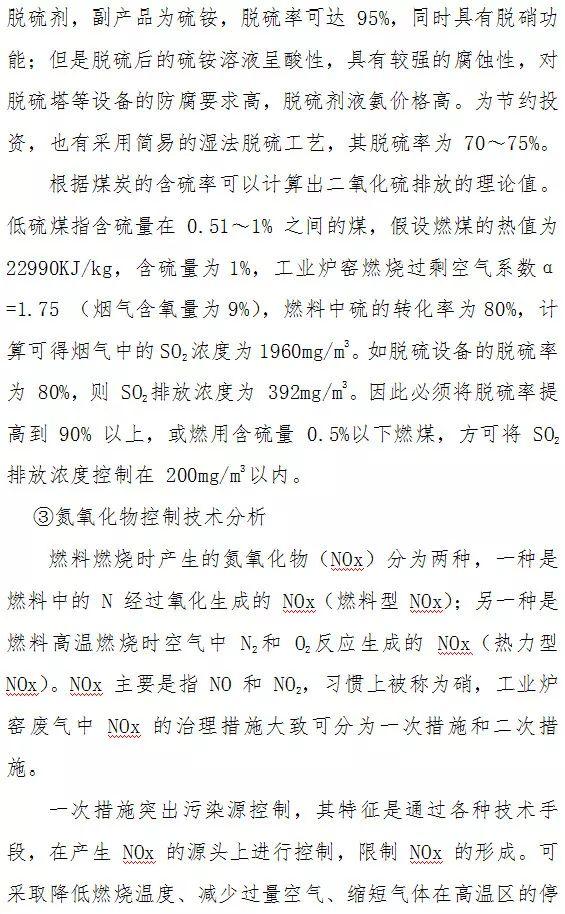 脱硫剂，副产品为硫铵，脱硫率可达 95%，同时具有脱硝功
能；但是脱硫后的硫铵溶液呈酸性，具有较强的腐蚀性，对
脱硫塔等设备的防腐要求高，脱硫剂液氨价格高。为节约投
资，也有采用简易的湿法脱硫工艺，其脱硫率为 70～75%。
根据煤炭的含硫率可以计算出二氧化硫排放的理论值。
低硫煤指含硫量在 0.51～1% 之间的煤，假设燃煤的热值为
22990KJ/kg，含硫量为 1%，工业炉窑燃烧过剩空气系数 α
=1.75 （烟气含氧量为 9%），燃料中硫的转化率为 80%，计
算可得烟气中的 SO₂浓度为 1960mg/m³。如脱硫设备的脱硫率
为 80%，则 SO₂排放浓度为 392mg/m³。因此必须将脱硫率提
高到 90% 以上，或燃用含硫量 0.5%以下燃煤，方可将 SO₂
排放浓度控制在 200mg/m³以内。
③氮氧化物控制技术分析
燃料燃烧时产生的氮氧化物（NOx）分为两种，一种是
燃料中的 N 经过氧化生成的 NOx（燃料型 NOx）；另一种是
燃料高温燃烧时空气中 N₂和 O₂反应生成的 NOx（热力型
NOx）。NOx 主要是指 NO 和 NO₂，习惯上被称为硝，工业炉
窑废气中 NOx 的治理措施大致可分为一次措施和二次措
施。
一次措施突出污染源控制，其特征是通过各种技术手
段，在产生 NOx 的源头上进行控制，限制 NOx 的形成。可
采取降低燃烧温度、减少过量空气、缩短气体在高温区的停